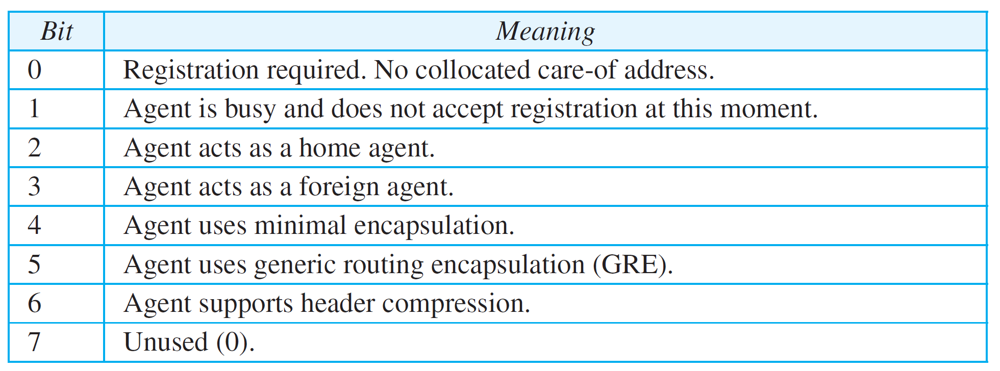 Bit Meaning
0 Registration required. No collocated care-of address.
1 Agent is busy and does not accept registration at this moment.
2 Agent acts as a home agent.
3 Agent acts as a foreign agent.
4 Agent uses minimal encapsulation.
5 Agent uses generic routing encapsulation (GRE).
6 Agent supports header compression.
7 Unused (0).